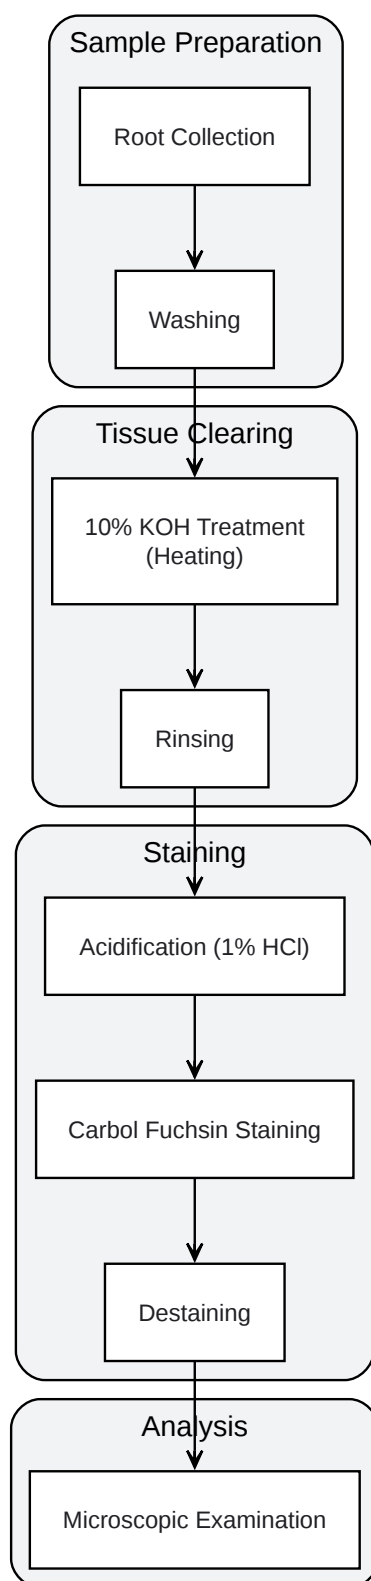 Sample Preparation
Root Collection
Washing
Tissue Clearing
10% KOH Treatment
(Heating)
Rinsing
Staining
Acidification (1% HCl)
Carbol Fuchsin Staining
Destaining
Analysis
Microscopic Examination